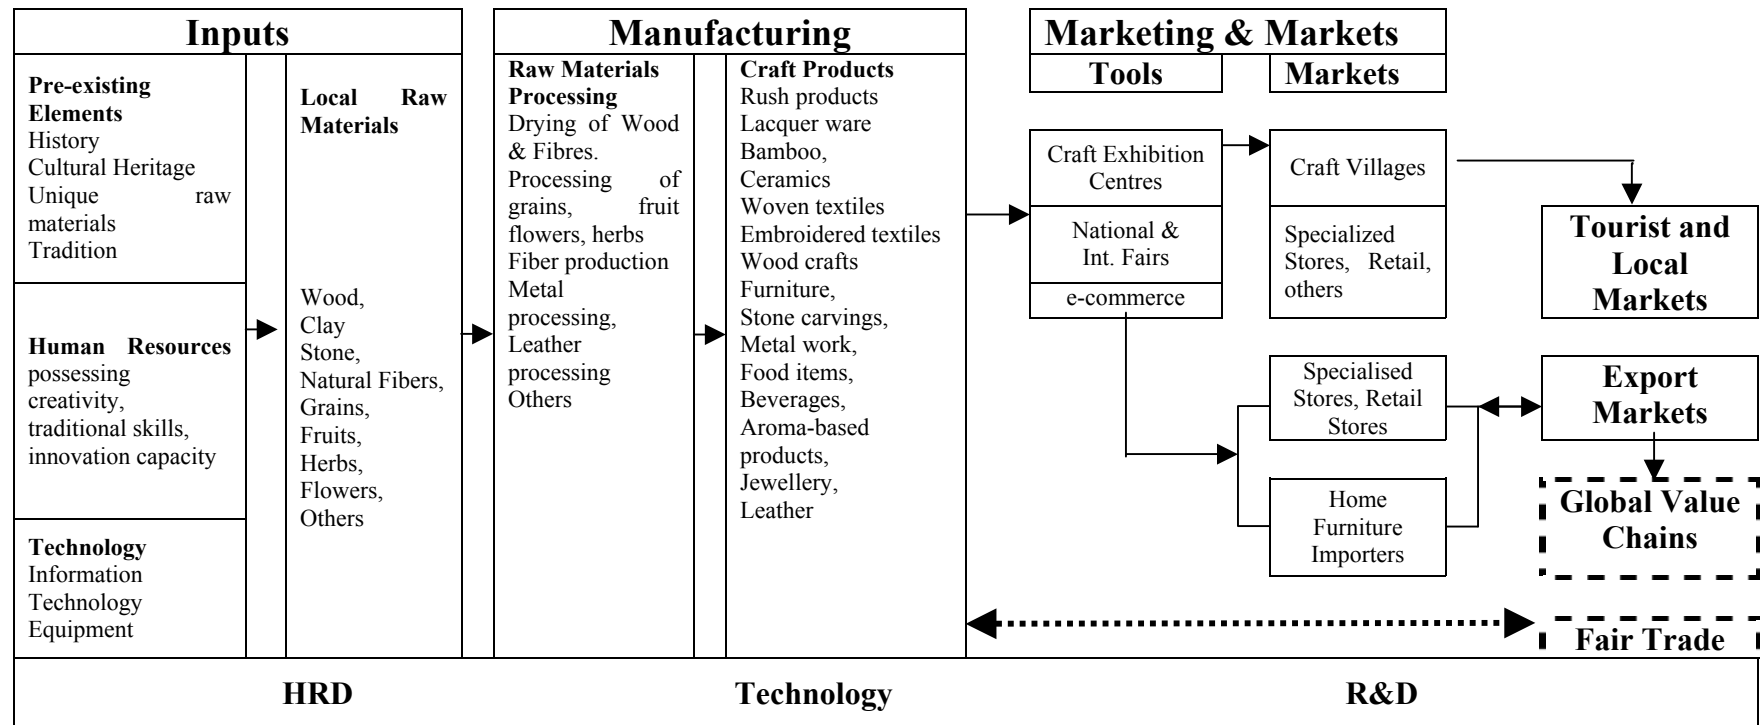 Inputs
Pre-existing
Elements
History
Cultural Heritage
Unique raw
materials
Tradition
Human Resources
possessing
creativity,
traditional skills,
innovation capacity
Technology
Information
Technology
Equipment
Local Raw
Materials
Wood,
Clay
Stone,
Natural Fibers,
Grains,
Fruits,
Herbs,
Flowers,
Others
Manufacturing
Raw Materials
Processing
Drying of Wood
& Fibres.
Processing of
grains, fruit
flowers, herbs
Fiber production
Metal
processing,
Leather
processing
Others
Craft Products
Rush products
Lacquer ware
Bamboo,
Ceramics
Woven textiles
Embroidered textiles
Wood crafts
Furniture,
Stone carvings,
Metal work,
Food items,
Beverages,
Aroma-based
products,
Jewellery,
Leather
Marketing & Markets
Tools
Markets
Craft Exhibition
Centres
National &
Int. Fairs
e-commerce
Craft Villages
Specialized
Stores, Retail,
others
Specialised
Stores, Retail
Stores
Home
Furniture
Importers
Tourist and
Local
Markets
Export
Markets
Global Value
Chains
Fair Trade
HRD
Technology
R&D